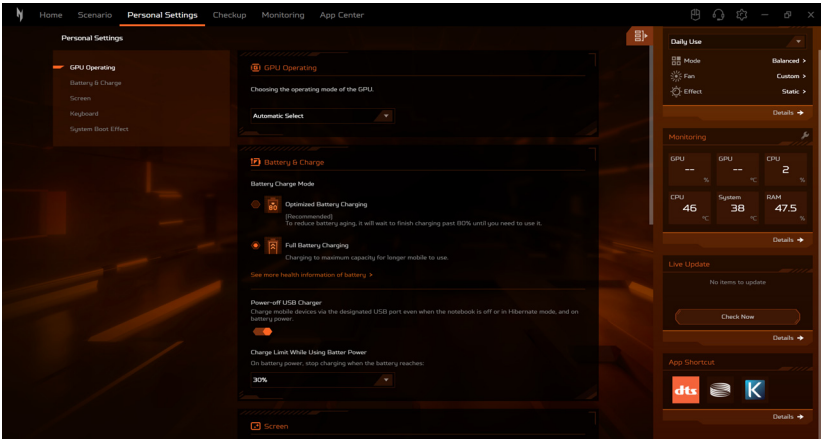 Home Scenario Personal Settings Checkup Monitoring App Center
Personal Settings
GPU Operating
Battery & Charge
Screen
Keyboard
System Boot Effect
GPU Operating
Choosing the operating mode of the GPU.
Automatic Select
Battery & Charge
Battery Charge Mode
80
Optimized Battery Charging
[Recommended]
To reduce battery aging, it will wait to finish charging past 80% until you need to use it.
Full Battery Charging
Charging to maximum capacity for longer mobile to use.
See more health information of battery >
Power-off USB Charger
Charge mobile devices via the designated USB port even when the notebook is off or in Hibernate mode, and on
battery power.
Charge Limit While Using Batter Power
On battery power, stop charging when the battery reaches:
30%
Screen
Daily Use
Mode Balanced >
Fan Custom >
Effect Static >
Details →
Monitoring
GPU GPU CPU
-- -- 2
% °C %
CPU System RAM
46 38 47.5
°C °C %
Details →
Live Update
No items to update
Check Now
Details →
App Shortcut
dts K
Details →